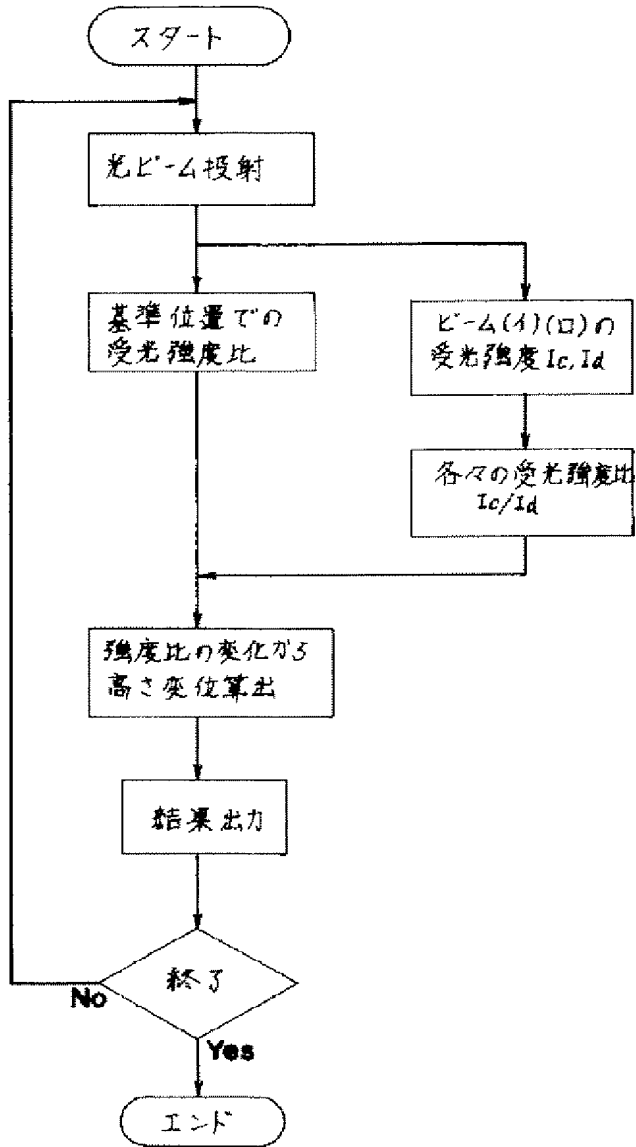 スタート
光ビーム投射
基準位置での
受光強度比
ビーム(イ)(ロ)の
受光強度Ic,Id
各々の受光強度比
Ic/Id
強度比の変化から
高さ変位算出
結果出力
終了
No
Yes
エンド